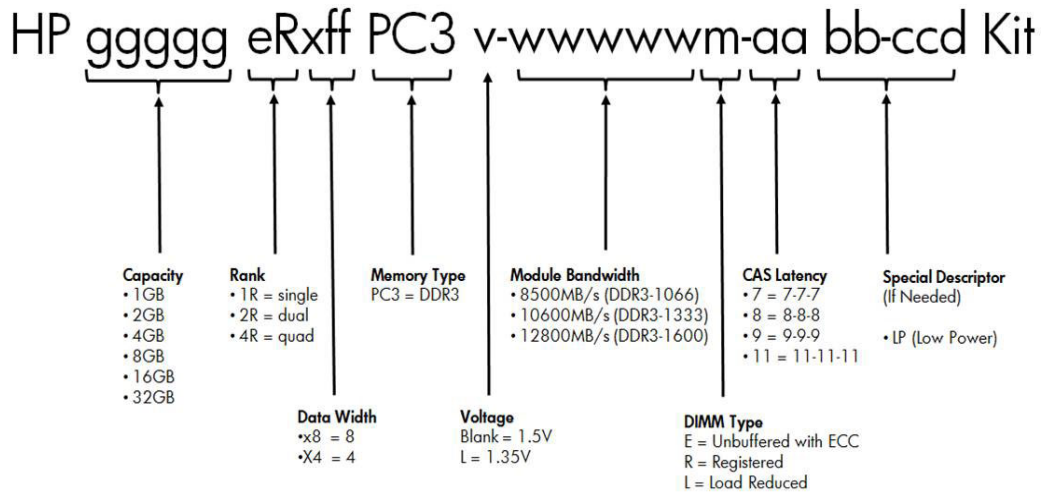 HP ggggg eRxff PC3 v-wwwwwm-aa bb-ccd Kit
Capacity
• 1GB
• 2GB
• 4GB
• 8GB
• 16GB
• 32GB
Rank
• 1R = single
• 2R = dual
• 4R = quad
Memory Type
PC3 = DDR3
Module Bandwidth
• 8500MB/s (DDR3-1066)
• 10600MB/s (DDR3-1333)
• 12800MB/s (DDR3-1600)
CAS Latency
• 7 = 7-7-7
• 8 = 8-8-8
• 9 = 9-9-9
• 11 = 11-11-11
Special Descriptor
(If Needed)
• LP (Low Power)
Data Width
•x8 = 8
•X4 = 4
Voltage
Blank = 1.5V
L = 1.35V
DIMM Type
E = Unbuffered with ECC
R = Registered
L = Load Reduced